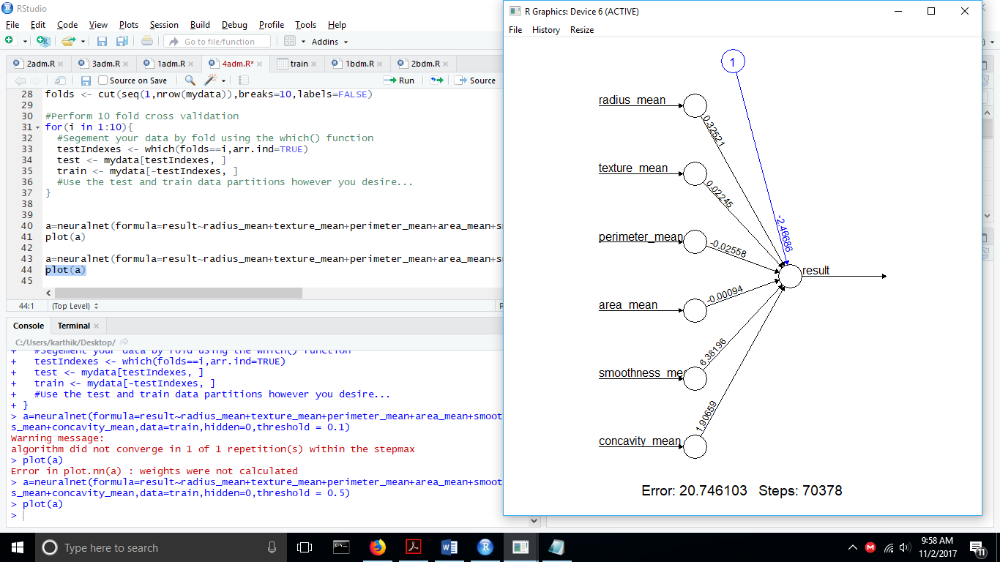 RStudio
File Edit Code View Plots Session Build Debug Profile Tools Help
Go to file/function Addins
2adm.R 3adm.R 1adm.R 4adm.R* train 1bdm.R 2bdm.R
Source on Save Run Source
28 folds <- cut(seq(1,nrow(mydata)),breaks=10,labels=FALSE)
29
30 #Perform 10 fold cross validation
31 for(i in 1:10){
32 #Segement your data by fold using the which() function
33 testIndexes <- which(folds==i,arr.ind=TRUE)
34 test <- mydata[testIndexes, ]
35 train <- mydata[-testIndexes, ]
36 #Use the test and train data partitions however you desire...
37 }
38
39
40 a=neuralnet(formula=result~radius_mean+texture_mean+perimeter_mean+area_mean+s
41 plot(a)
42
43 a=neuralnet(formula=result~radius_mean+texture_mean+perimeter_mean+area_mean+s
44 plot(a)
45
44:1 (Top Level) R
Console Terminal
C:/Users/karthik/Desktop/
+ #Segement your data by fold using the which() function
+ testIndexes <- which(folds==i,arr.ind=TRUE)
+ test <- mydata[testIndexes, ]
+ train <- mydata[-testIndexes, ]
+ #Use the test and train data partitions however you desire...
+ }
> a=neuralnet(formula=result~radius_mean+texture_mean+perimeter_mean+area_mean+smoot
s_mean+concavity_mean,data=train,hidden=0,threshold = 0.1)
Warning message:
algorithm did not converge in 1 of 1 repetition(s) within the stepmax
> plot(a)
Error in plot.nn(a) : weights were not calculated
> a=neuralnet(formula=result~radius_mean+texture_mean+perimeter_mean+area_mean+smoot
s_mean+concavity_mean,data=train,hidden=0,threshold = 0.5)
> plot(a)
>
R Graphics: Device 6 (ACTIVE)
File History Resize
1
radius_mean
0.32521
texture_mean
0.02245
-2.46686
perimeter_mean
-0.02558
result
area_mean
-0.00094
smoothness_mea
6.38196
concavity_mean
1.90659
Error: 20.746103 Steps: 70378
Type here to search
9:58 AM
11/2/2017
11